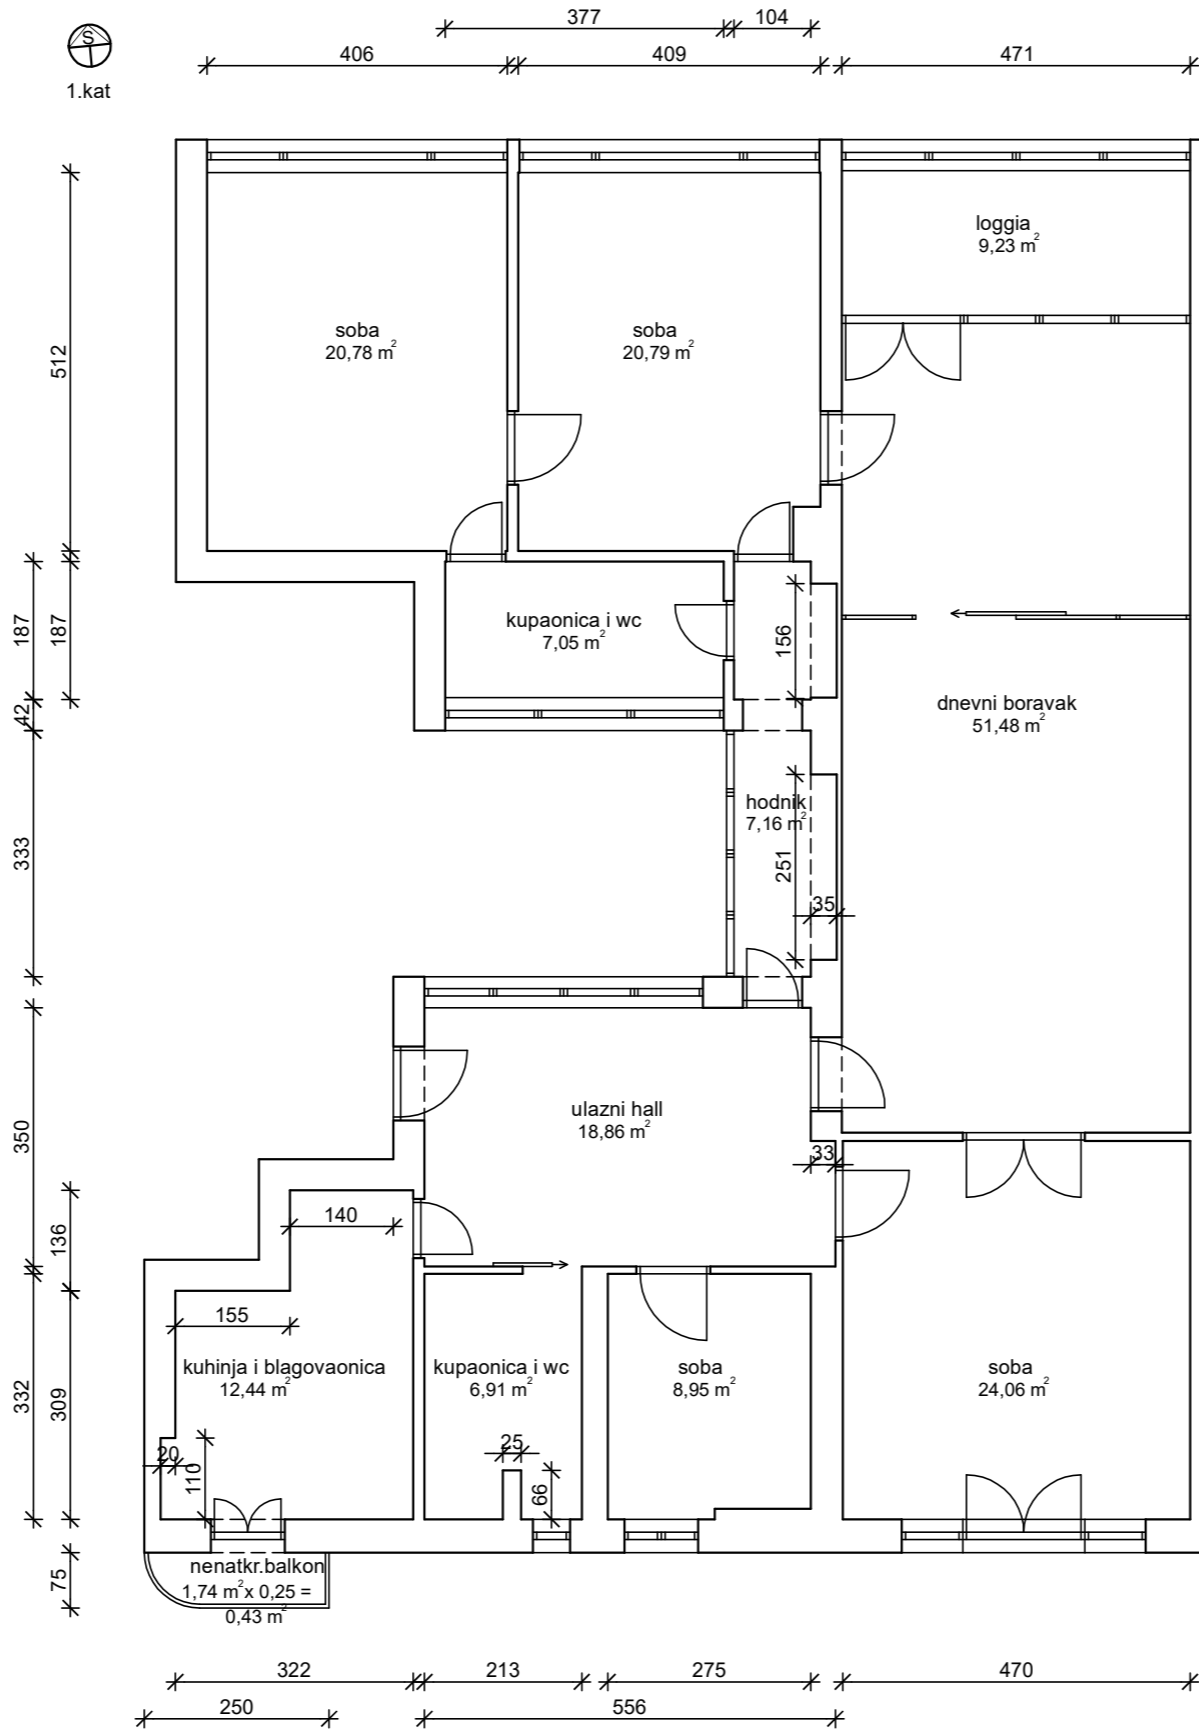 377
104
S
406
409
471
1.kat
loggia
9,23 m²
soba
20,78 m²
soba
20,79 m²
512
187
187
kupaonica i wc
7,05 m²
156
dnevni boravak
51,48 m²
42
hodnik
7,16 m²
333
251
35
ulazni hall
18,86 m²
350
33
140
136
155
kuhinja i blagovaonica
12,44 m²
kupaonica i wc
6,91 m²
soba
8,95 m²
soba
24,06 m²
332
309
20
110
25
66
nenatkr.balkon
1,74 m²x 0,25 =
0,43 m²
75
322
213
275
470
250
556